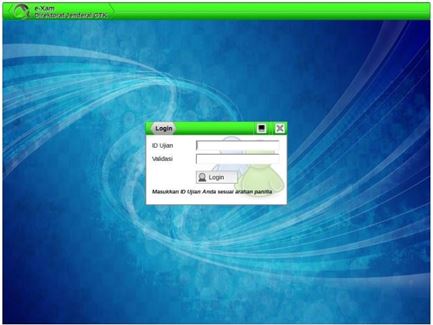 e-Xam
Direktorat Jenderal GTK
Login
ID Ujian
Validasi
Login
Masukkan ID Ujian Anda sesuai arahan panitia